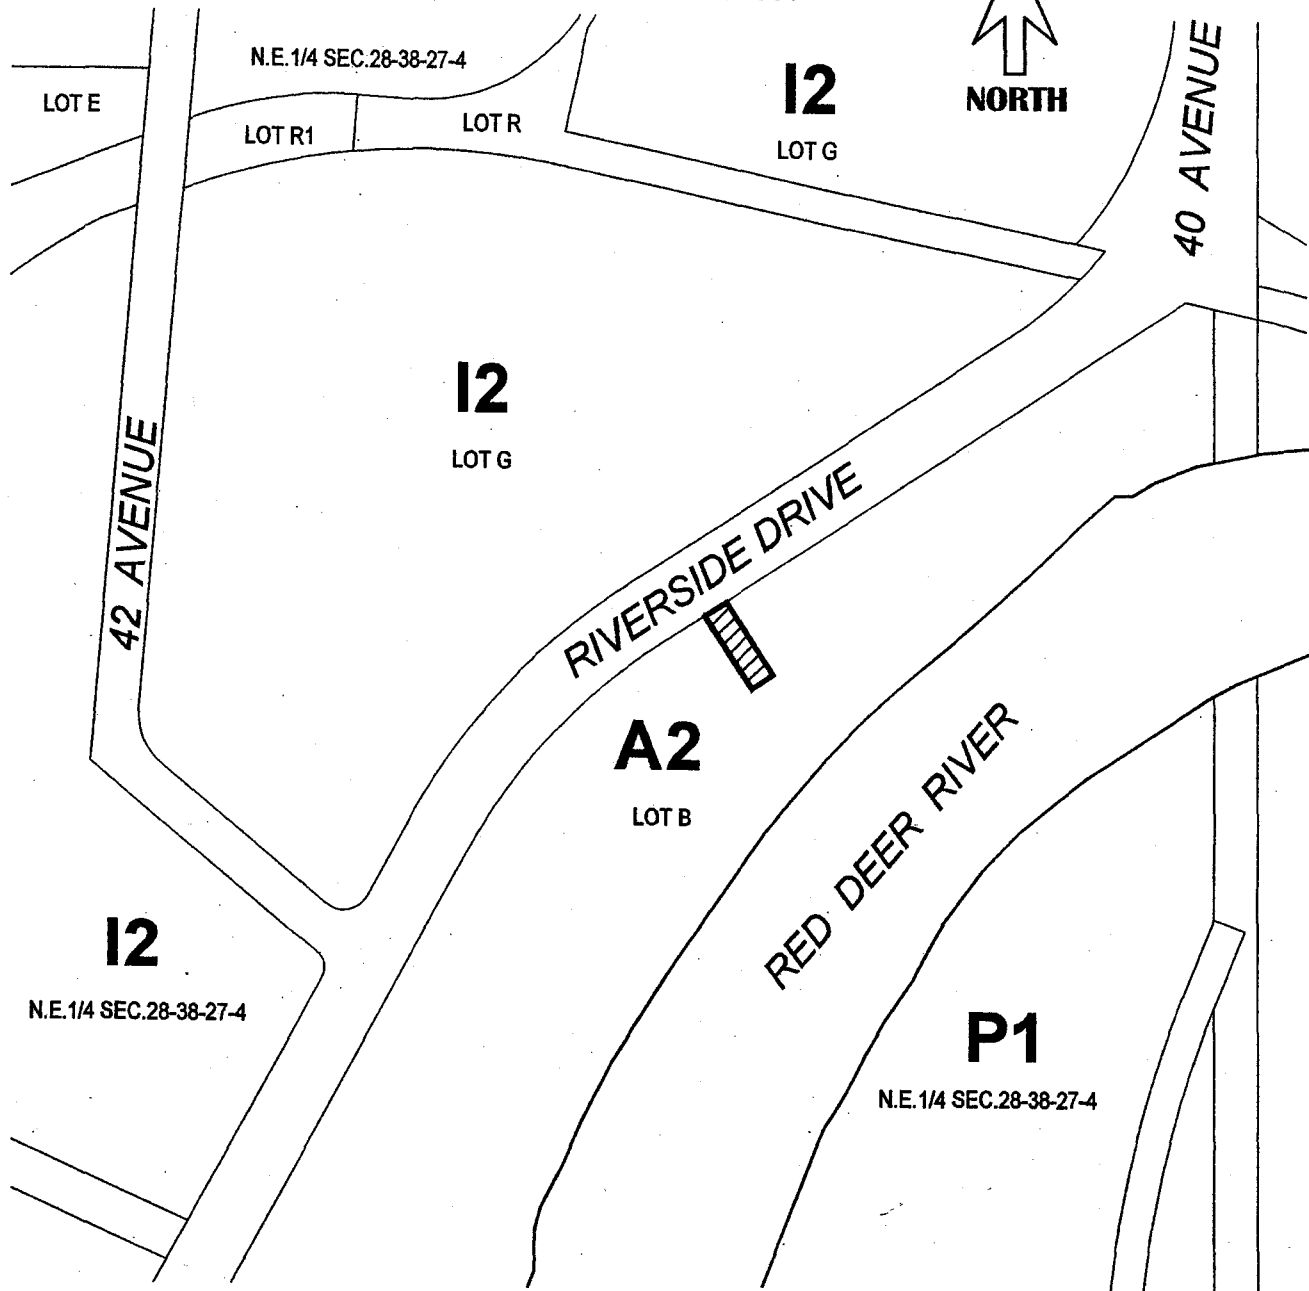 N.E.1/4 SEC.28-38-27-4
I2
NORTH
40 AVENUE
LOT E
LOT R1
LOT R
LOT G
I2
LOT G
42 AVENUE
RIVERSIDE DRIVE
A2
LOT B
RED DEER RIVER
I2
N.E.1/4 SEC.28-38-27-4
P1
N.E.1/4 SEC.28-38-27-4